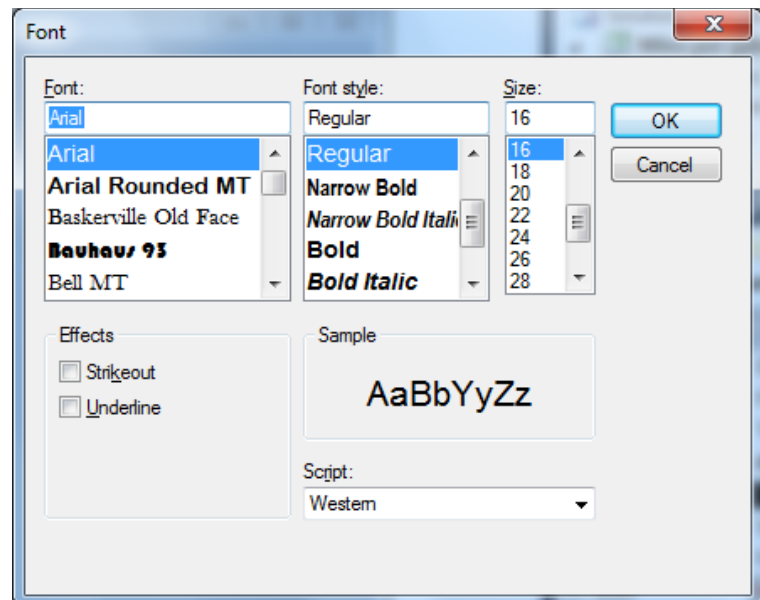 Font
Font:
Arial
Arial
Arial Rounded MT
Baskerville Old Face
Bauhaus 93
Bell MT
Font style:
Regular
Regular
Narrow Bold
Narrow Bold Itali
Bold
Bold Italic
Size:
16
16
18
20
22
24
26
28
OK
Cancel
Effects
Strikeout
Underline
Sample
AaBbYyZz
Script:
Western